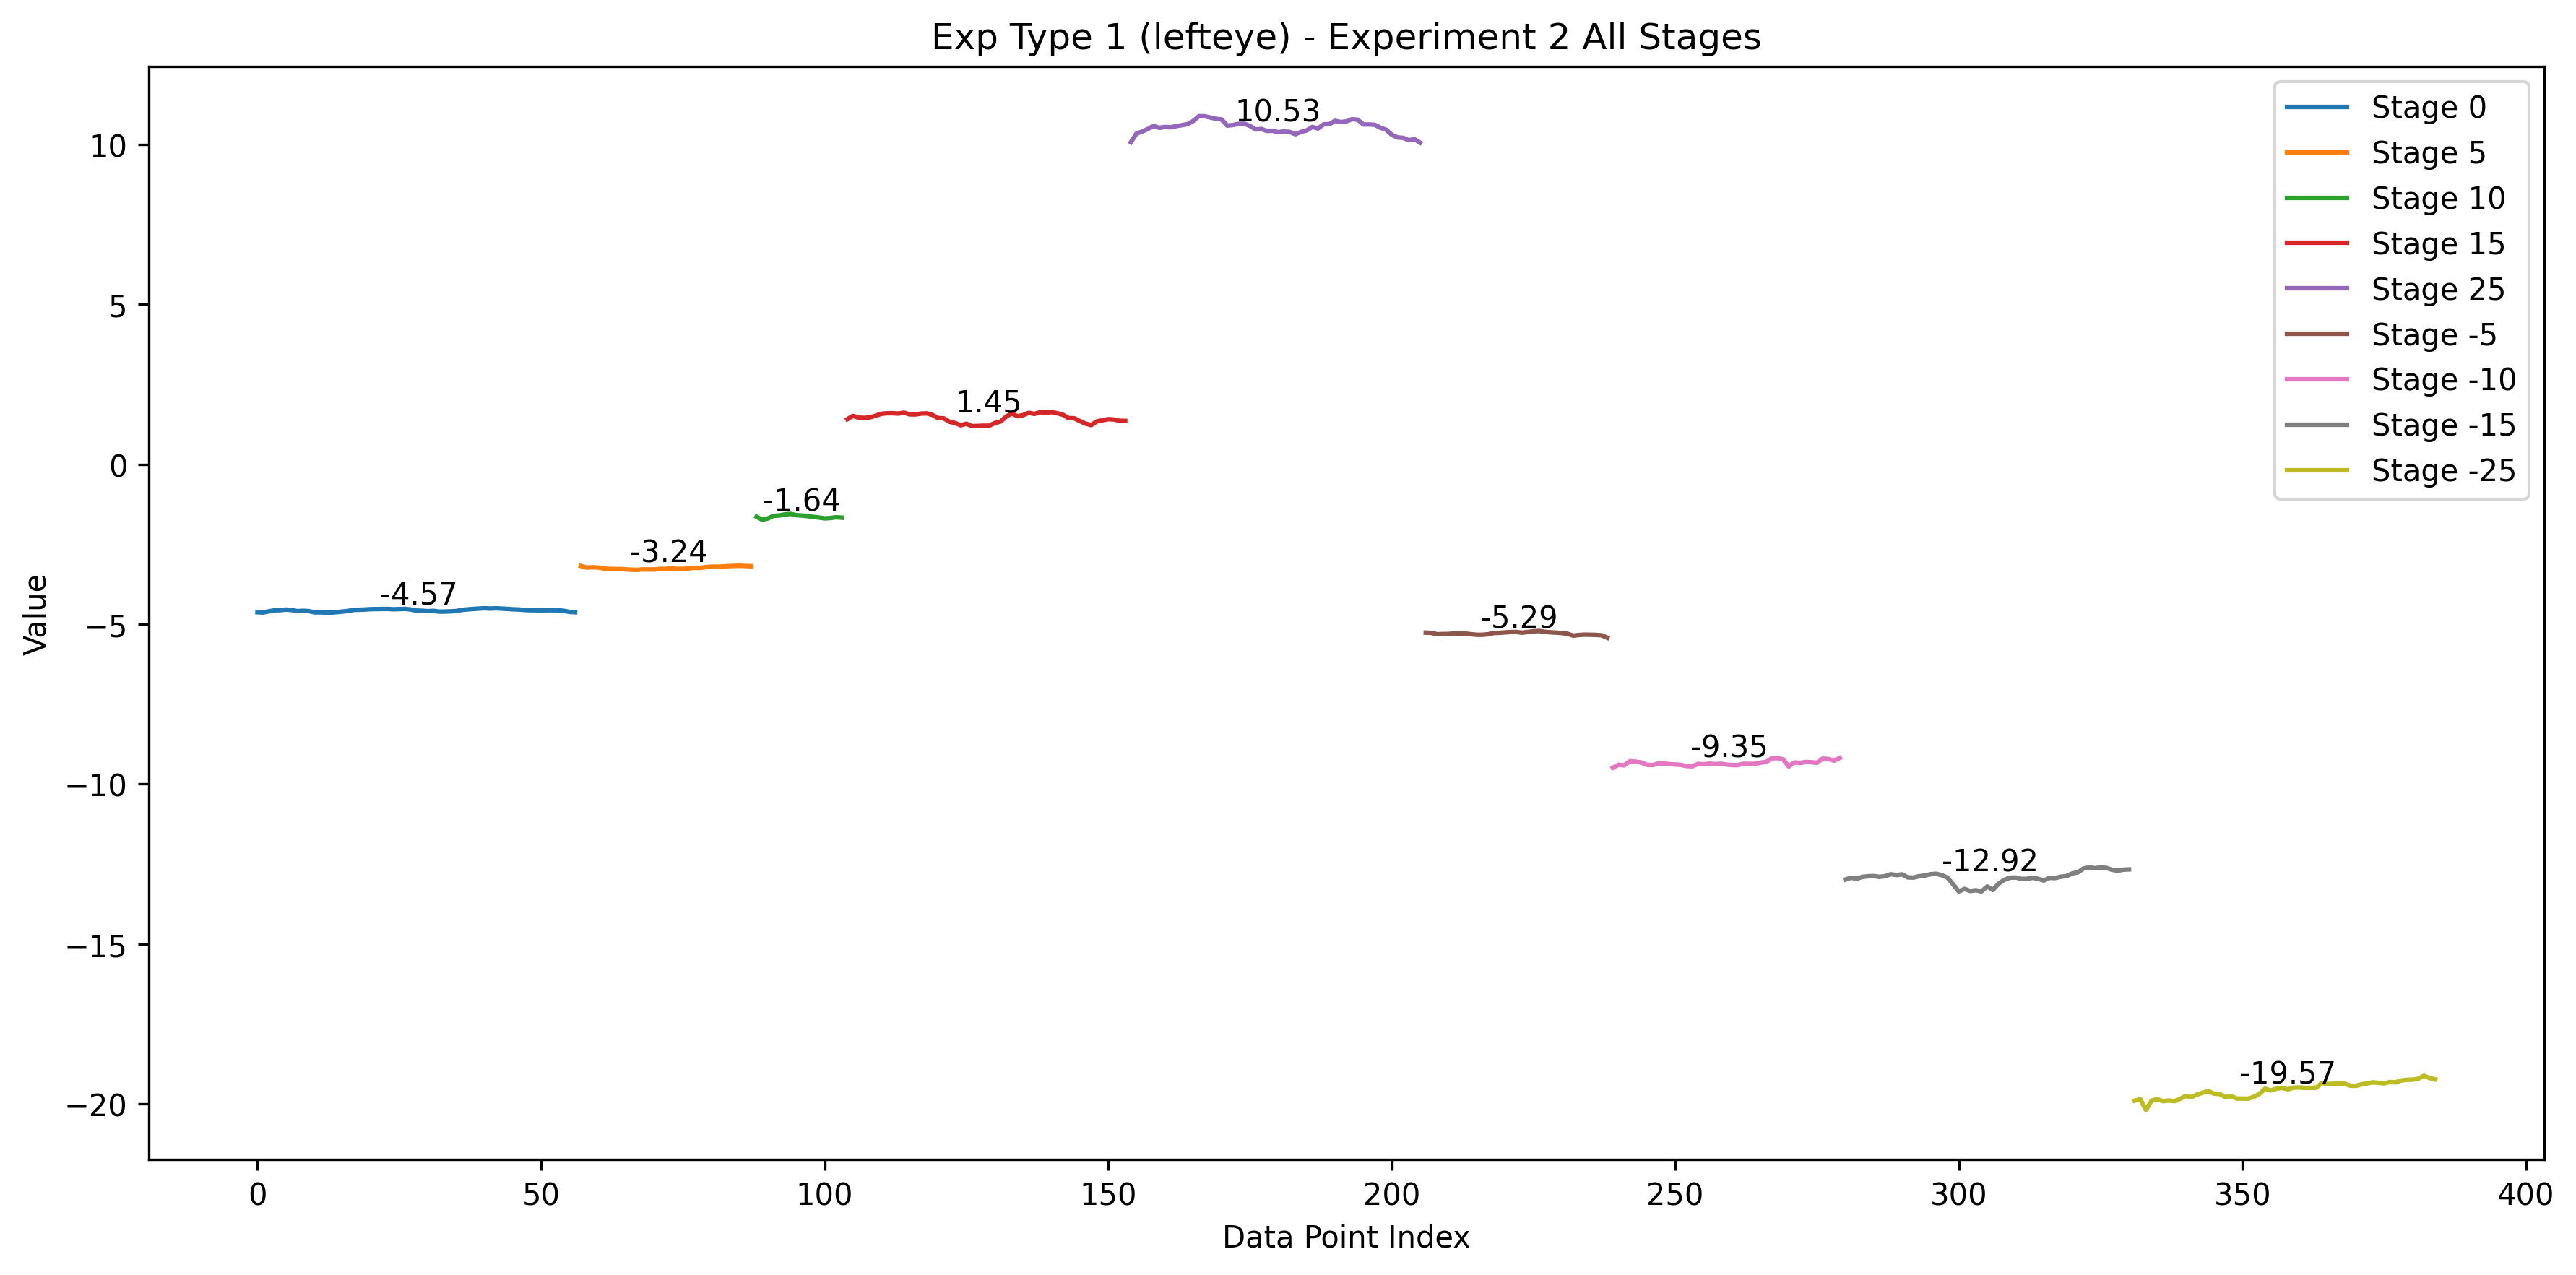 Exp Type 1 (lefteye) - Experiment 2 All Stages
Value
10
5
0
−5
−10
−15
−20
-4.57
-3.24
-1.64
1.45
10.53
-5.29
-9.35
-12.92
-19.57
Stage 0
Stage 5
Stage 10
Stage 15
Stage 25
Stage -5
Stage -10
Stage -15
Stage -25
0 50 100 150 200 250 300 350 400
Data Point Index